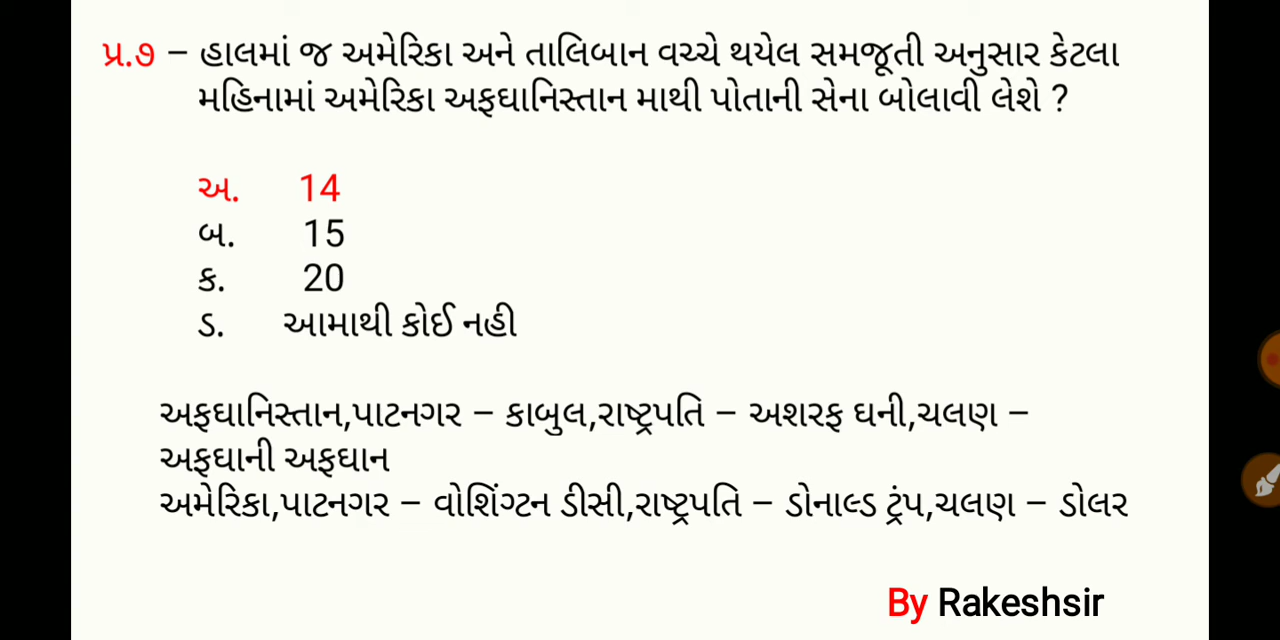 પ્ર.૭ – હાલમાં જ અમેરિકા અને તાલિબાન વચ્ચે થયેલ સમજૂતી અનુસાર કેટલા
મહિનામાં અમેરિકા અફઘાનિસ્તાન માથી પોતાની સેના બોલાવી લેશે ?
અ. 14
બ. 15
ક. 20
ડ. આમાથી કોઈ નહી
અફઘાનિસ્તાન,પાટનગર – કાબુલ,રાષ્ટ્રપતિ – અશરફ ઘની,ચલણ –
અફઘાની અફઘાન
અમેરિકા,પાટનગર – વોશિંગ્ટન ડીસી,રાષ્ટ્રપતિ – ડોનાલ્ડ ટ્રંપ,ચલણ – ડોલર
By Rakeshsir